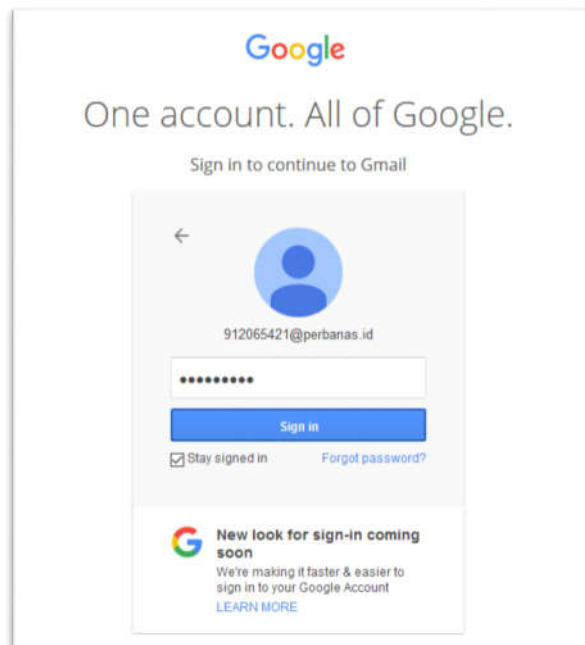 Google
One account. All of Google.
Sign in to continue to Gmail
912065421@perbanas.id
•••••••••
Sign in
Stay signed in
Forgot password?
New look for sign-in coming
soon
We're making it faster & easier to
sign in to your Google Account
LEARN MORE